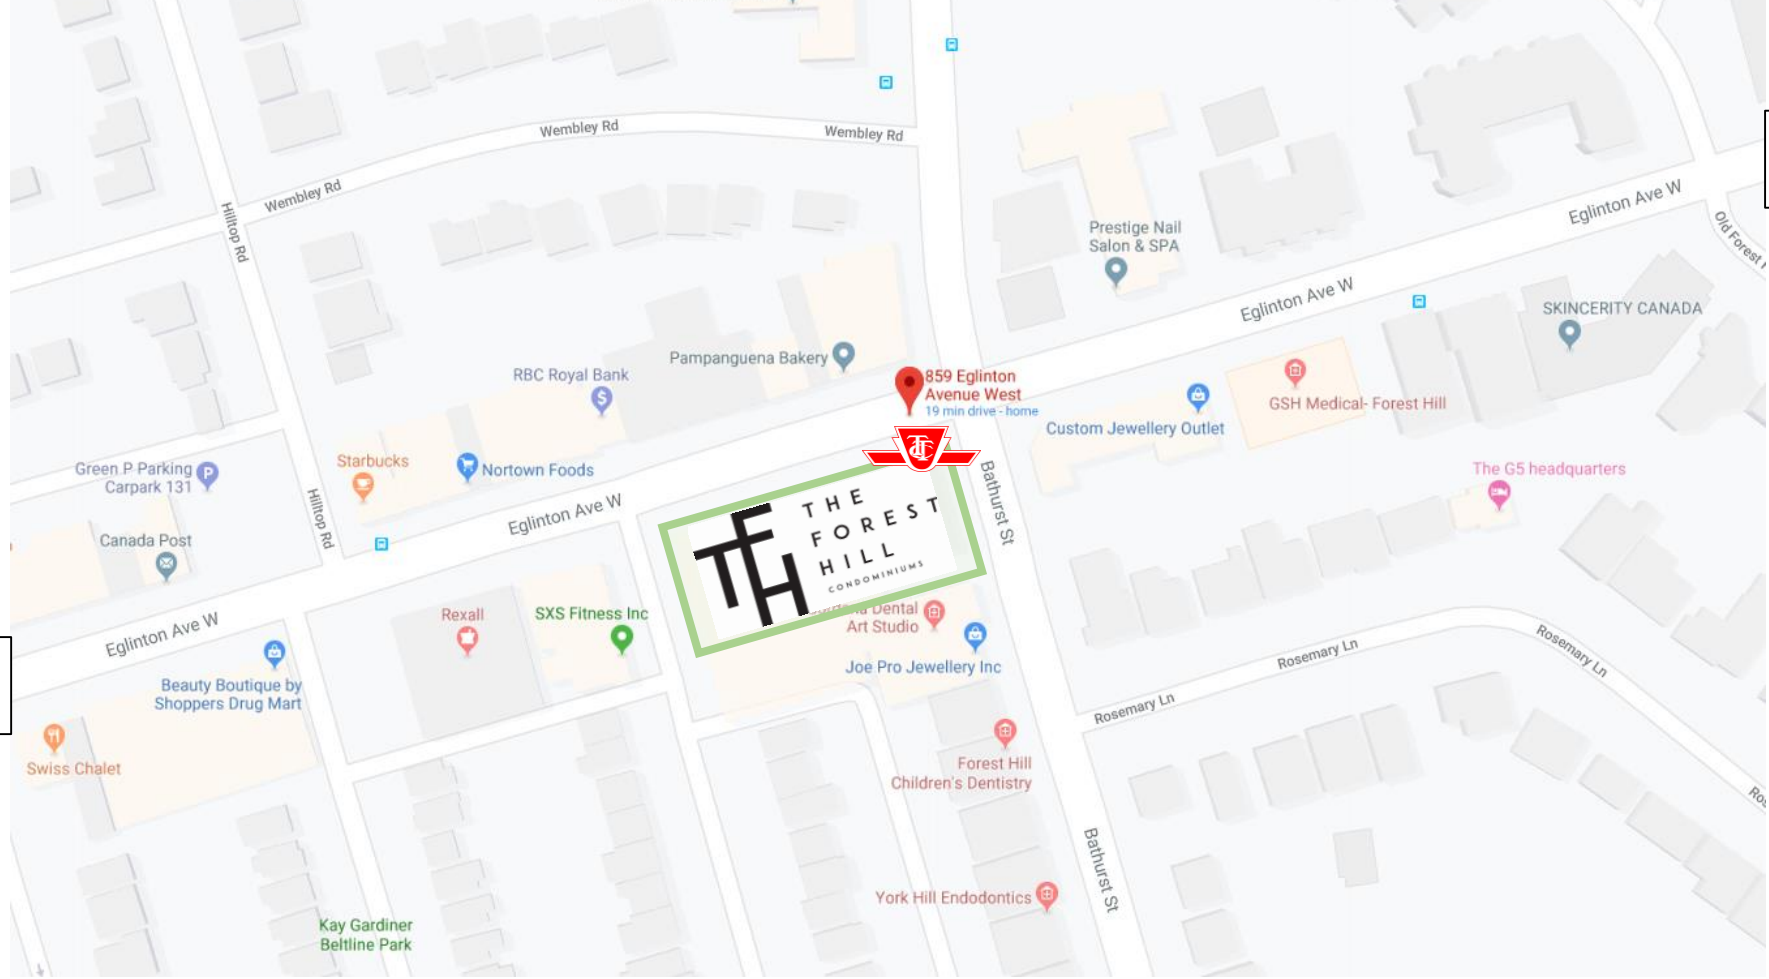 Wembley Rd
Wembley Rd
Wembley Rd
Hilltop Rd
Eglinton Ave W
Old Forest
Prestige Nail
Salon & SPA
Eglinton Ave W
SKINCERITY CANADA
Pampanguena Bakery
RBC Royal Bank
859 Eglinton
Avenue West
19 min drive - home
GSH Medical- Forest Hill
Custom Jewellery Outlet
TTC
Starbucks
Nortown Foods
Green P Parking
Carpark 131
P
The G5 headquarters
Hilltop Rd
Eglinton Ave W
Bathurst St
Canada Post
TFH
THE
FOREST
HILL
CONDOMINIUMS
Rexall
SXS Fitness Inc
Dental
Art Studio
Eglinton Ave W
Joe Pro Jewellery Inc
Rosemary Ln
Rosemary Ln
Rosemary Ln
Beauty Boutique by
Shoppers Drug Mart
Swiss Chalet
Forest Hill
Children's Dentistry
Bathurst St
York Hill Endodontics
Kay Gardiner
Beltline Park